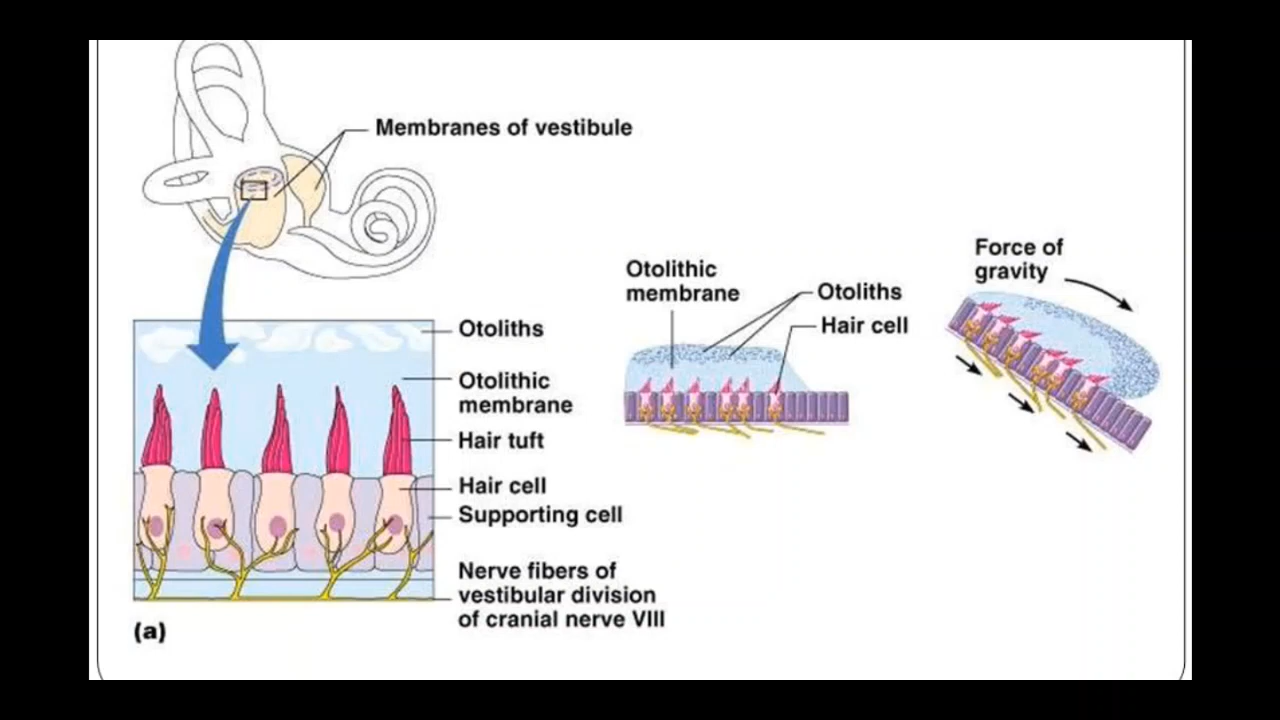 Membranes of vestibule
Otoliths
Otolithic
membrane
Hair tuft
Hair cell
Supporting cell
Nerve fibers of
vestibular division
of cranial nerve VIII
(a)
Otolithic
membrane
Otoliths
Hair cell
Force of
gravity